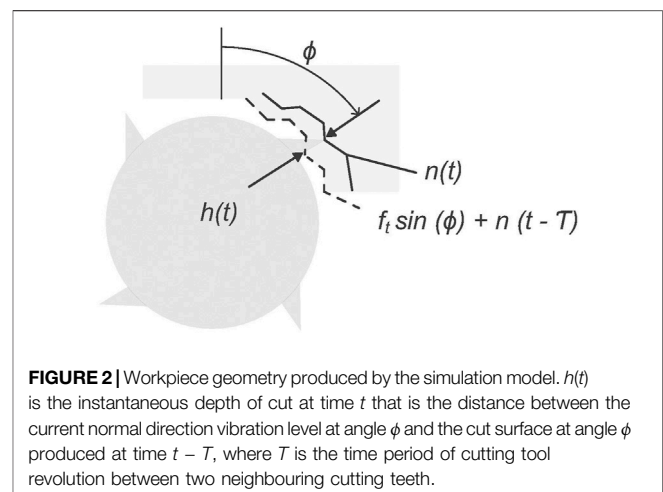 ϕ
n(t)
h(t)
f_t sin (ϕ) + n (t - T)
FIGURE 2 | Workpiece geometry produced by the simulation model. h(t)
is the instantaneous depth of cut at time t that is the distance between the
current normal direction vibration level at angle ϕ and the cut surface at angle ϕ
produced at time t − T, where T is the time period of cutting tool
revolution between two neighbouring cutting teeth.